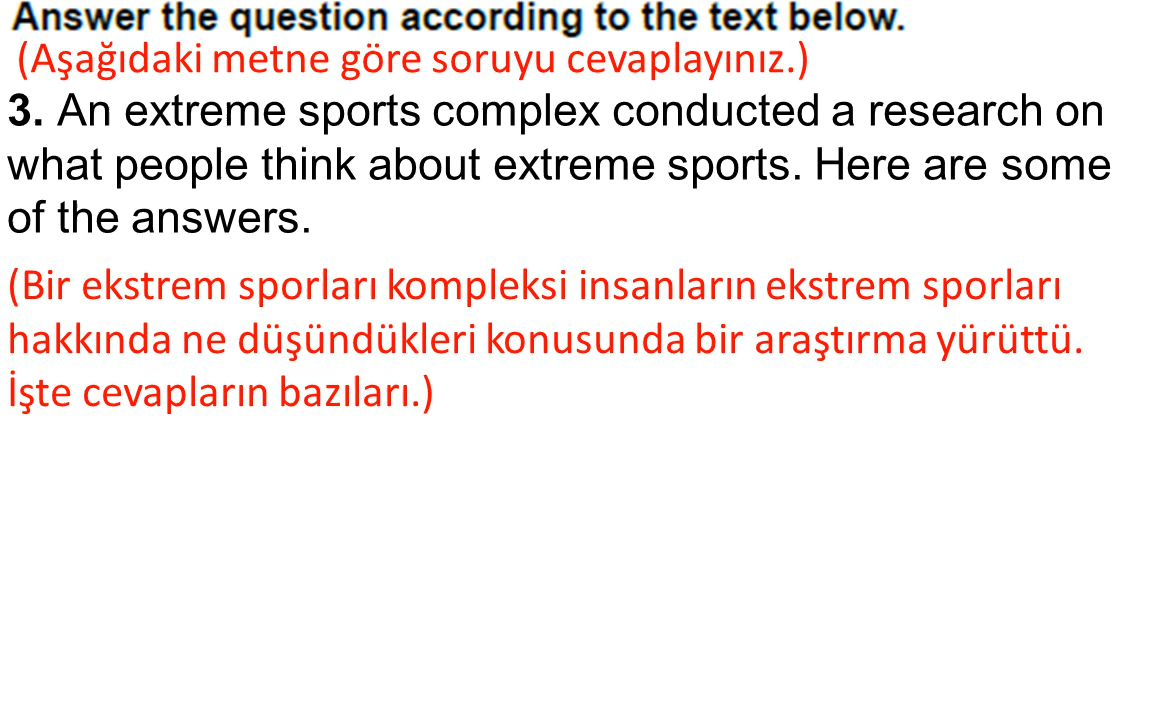 Answer the question according to the text below.
(Aşağıdaki metne göre soruyu cevaplayınız.)
3. An extreme sports complex conducted a research on
what people think about extreme sports. Here are some
of the answers.
(Bir ekstrem sporları kompleksi insanların ekstrem sporları
hakkında ne düşündükleri konusunda bir araştırma yürüttü.
İşte cevapların bazıları.)